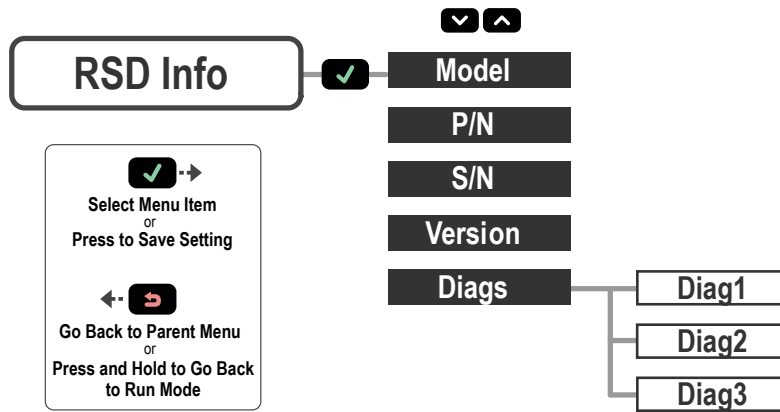 RSD Info
Model
P/N
S/N
Version
Diags
Diag1
Diag2
Diag3
Select Menu Item
or
Press to Save Setting
Go Back to Parent Menu
or
Press and Hold to Go Back
to Run Mode